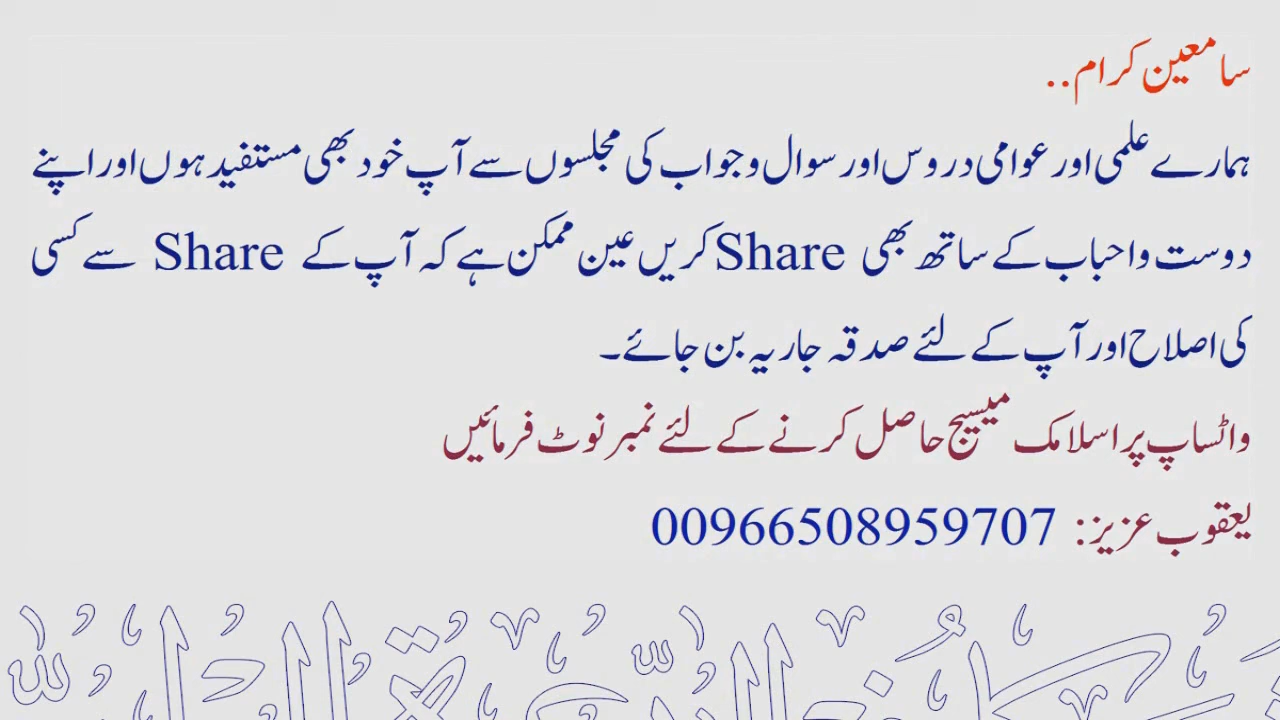 سامعین کرام..
ہمارے علمی اور عوامی دروس اور سوال وجواب کی مجلسوں سے آپ خود بھی مستفید ہوں اور اپنے
دوست واحباب کے ساتھ بھی Share کریں عین ممکن ہے کہ آپ کے Share سے کسی
کی اصلاح اور آپ کے لئے صدقہ جاریہ بن جائے۔
واٹساپ پر اسلامک میسیج حاصل کرنے کے لئے نمبر نوٹ فرمائیں
یعقوب عزیز: 00966508959707